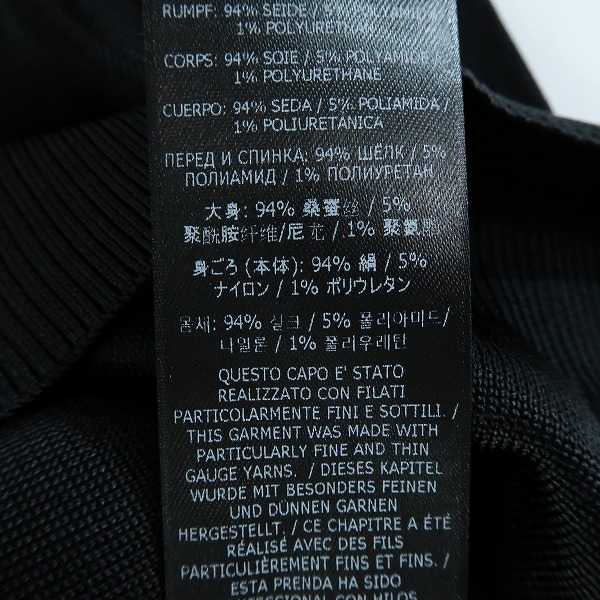 RUMPF: 94% SEIDE / 5% POLYAMID /
1% POLYURETHAN
CORPS: 94% SOIE / 5% POLYAMIDE /
1% POLYURETHANE
CUERPO: 94% SEDA / 5% POLIAMIDA /
1% POLIURETANICA
ПЕРЕД И СПИНКА: 94% ШЁЛК / 5%
ПОЛИАМИД / 1% ПОЛИУРЕТАН
大身: 94% 桑蚕丝 / 5%
聚酰胺纤维/尼龙 / 1% 聚氨酯
身ごろ (本体): 94% 絹 / 5%
ナイロン / 1% ポリウレタン
몸체: 94% 실크 / 5% 폴리아미드/
나일론 / 1% 폴리우레탄
QUESTO CAPO E' STATO
REALIZZATO CON FILATI
PARTICOLARMENTE FINI E SOTTILI. /
THIS GARMENT WAS MADE WITH
PARTICULARLY FINE AND THIN
GAUGE YARNS. / DIESES KAPITEL
WURDE MIT BESONDERS FEINEN
UND DÜNNEN GARNEN
HERGESTELLT. / CE CHAPITRE A ÉTÉ
RÉALISÉ AVEC DES FILS
PARTICULIÈREMENT FINS ET FINS. /
ESTA PRENDA HA SIDO
CON HILOS